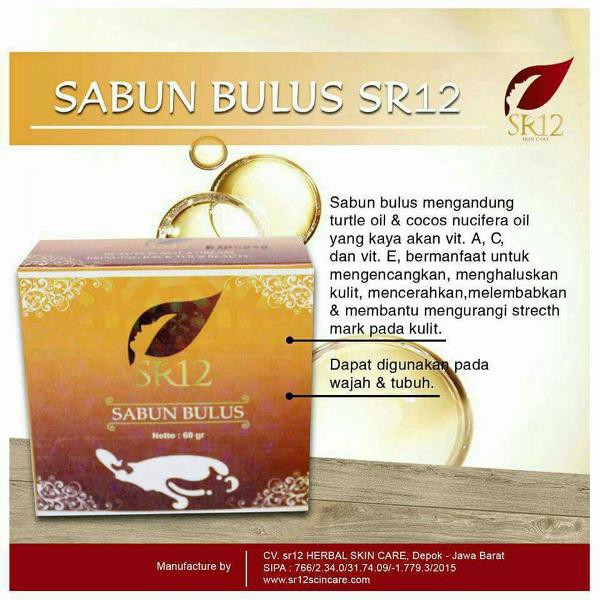 SABUN BULUS SR12
SR12
SKIN CARE
Sabun bulus mengandung
turtle oil & cocos nucifera oil
yang kaya akan vit. A, C,
dan vit. E, bermanfaat untuk
mengencangkan, menghaluskan
kulit, mencerahkan,melembabkan
& membantu mengurangi strecth
mark pada kulit.
Dapat digunakan pada
wajah & tubuh.
SR12
SABUN BULUS
Netto : 60 gr
Manufacture by
CV. sr12 HERBAL SKIN CARE, Depok - Jawa Barat
SIPA : 766/2.34.0/31.74.09/-1.779.3/2015
www.sr12scincare.com